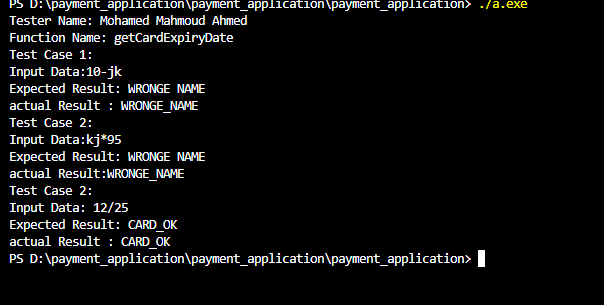 PS D:\payment_application\payment_application\payment_application> ./a.exe
Tester Name: Mohamed Mahmoud Ahmed
Function Name: getCardExpiryDate
Test Case 1:
Input Data:10-jk
Expected Result: WRONGE NAME
actual Result : WRONGE_NAME
Test Case 2:
Input Data:kj*95
Expected Result: WRONGE NAME
actual Result:WRONGE_NAME
Test Case 2:
Input Data: 12/25
Expected Result: CARD_OK
actual Result : CARD_OK
PS D:\payment_application\payment_application\payment_application>